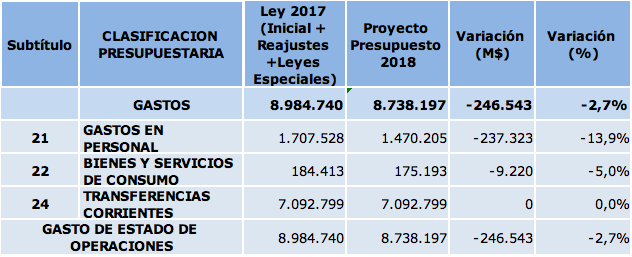 Subtítulo CLASIFICACION PRESUPUESTARIA Ley 2017 (Inicial + Reajustes +Leyes Especiales) Proyecto Presupuesto 2018 Variación (M$) Variación (%)
GASTOS 8.984.740 8.738.197 -246.543 -2,7%
21 GASTOS EN PERSONAL 1.707.528 1.470.205 -237.323 -13,9%
22 BIENES Y SERVICIOS DE CONSUMO 184.413 175.193 -9.220 -5,0%
24 TRANSFERENCIAS CORRIENTES 7.092.799 7.092.799 0 0,0%
GASTO DE ESTADO DE OPERACIONES 8.984.740 8.738.197 -246.543 -2,7%